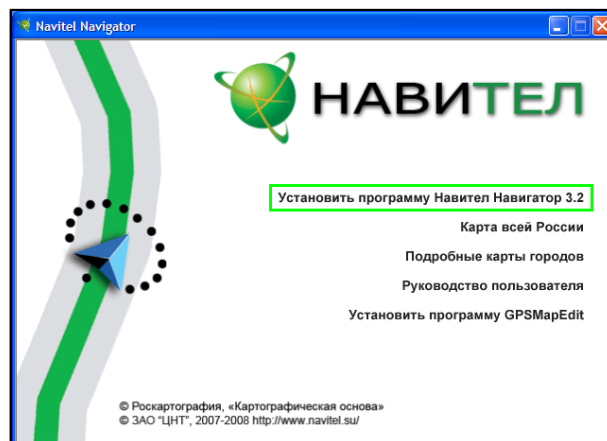 Navitel Navigator
НАВИТЕЛ
Установить программу Навител Навигатор 3.2
Карта всей России
Подробные карты городов
Руководство пользователя
Установить программу GPSMapEdit
© Роскартография, «Картографическая основа»
© ЗАО "ЦНТ", 2007-2008 http://www.navitel.su/